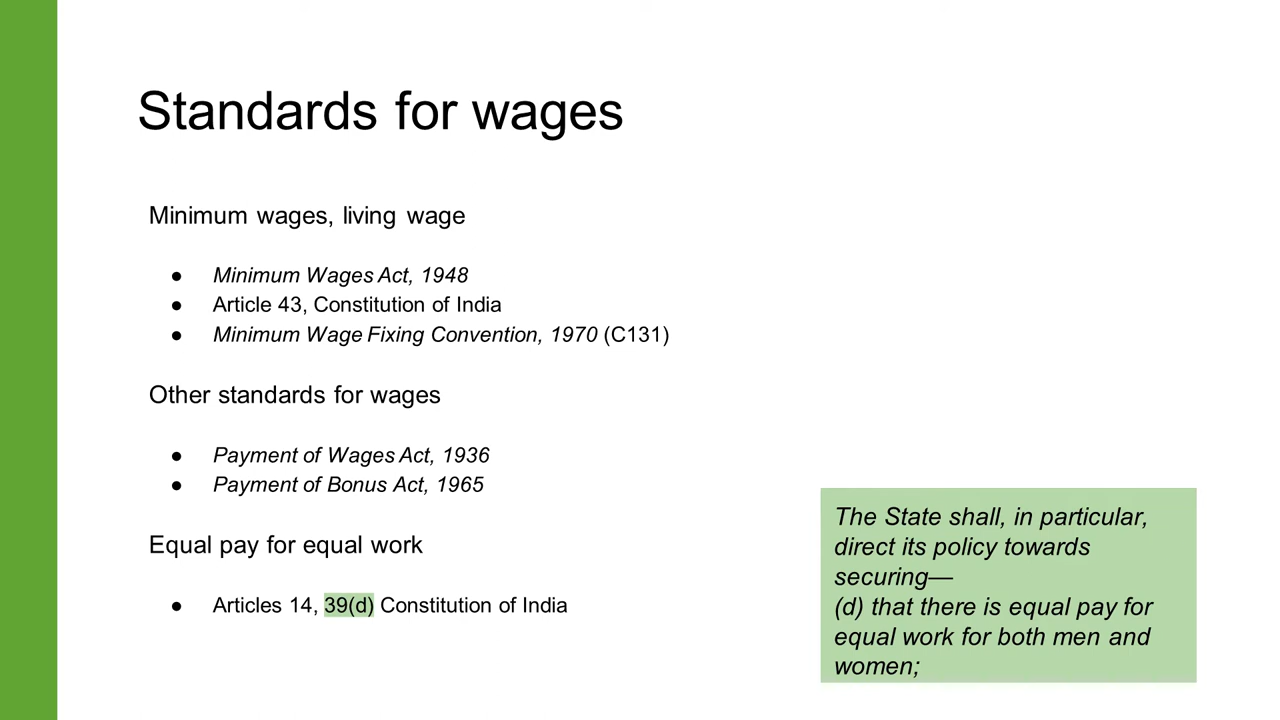 Standards for wages
Minimum wages, living wage
● Minimum Wages Act, 1948
● Article 43, Constitution of India
● Minimum Wage Fixing Convention, 1970 (C131)
Other standards for wages
● Payment of Wages Act, 1936
● Payment of Bonus Act, 1965
Equal pay for equal work
● Articles 14, 39(d) Constitution of India
The State shall, in particular,
direct its policy towards
securing—
(d) that there is equal pay for
equal work for both men and
women;